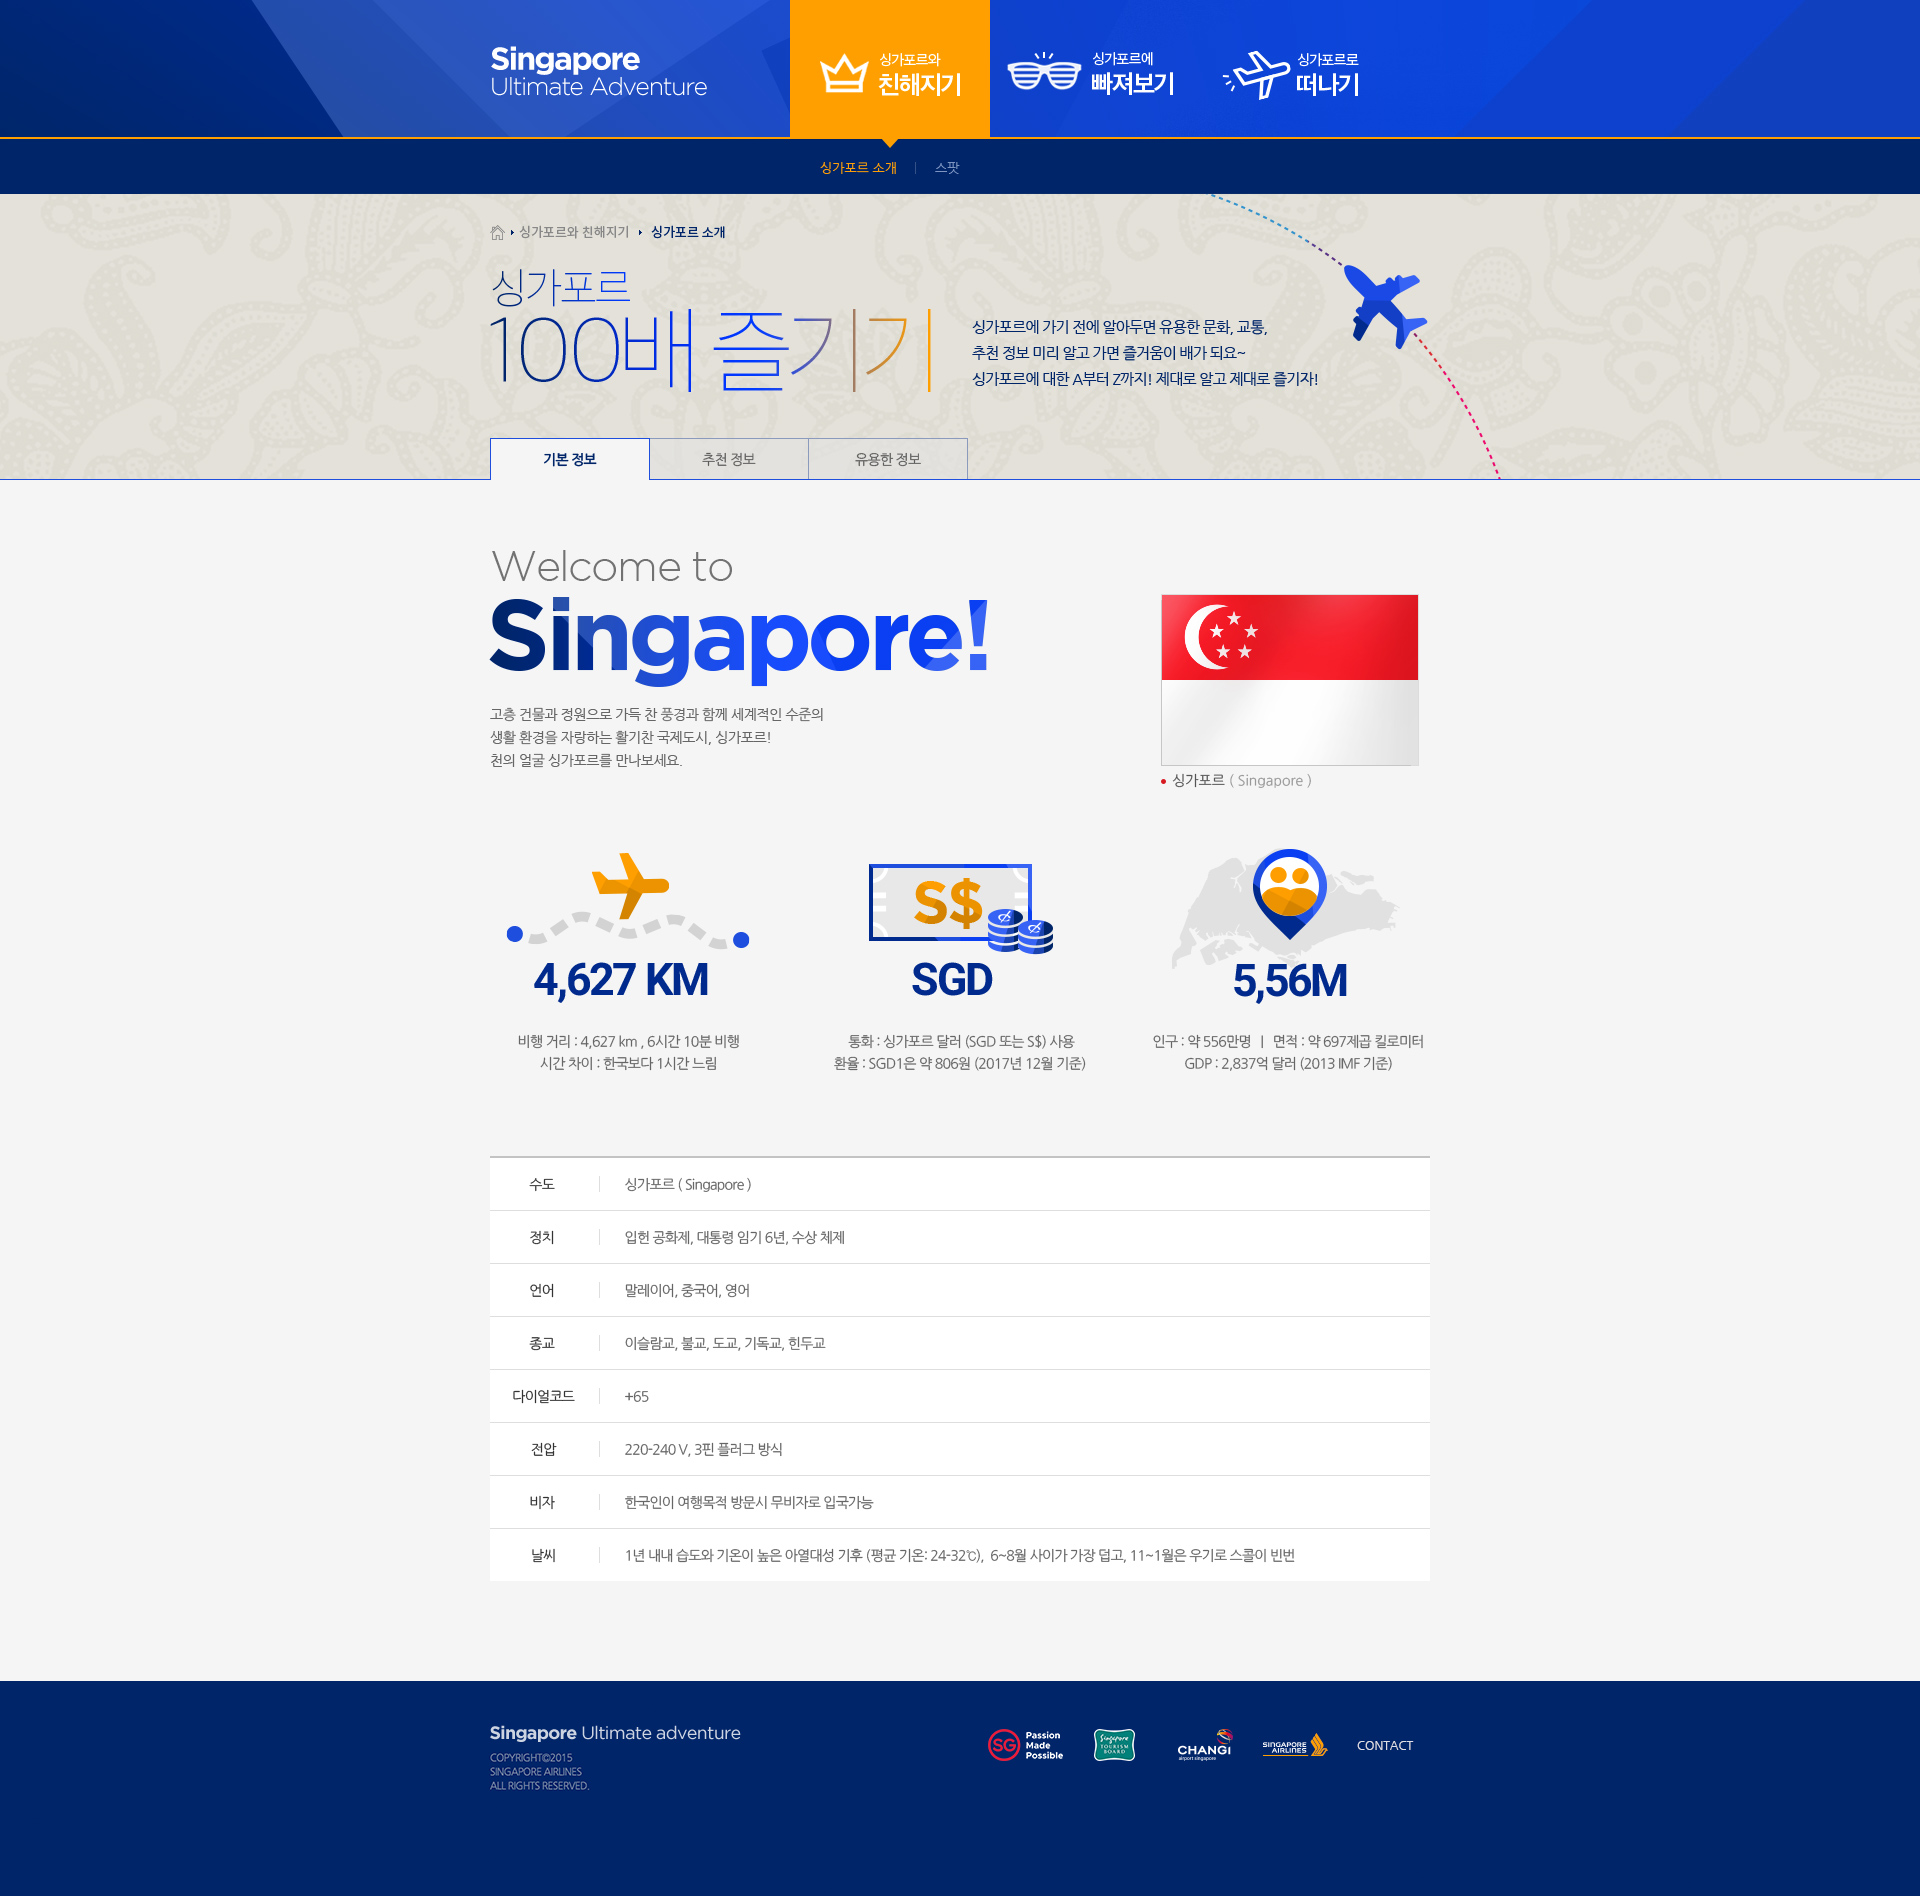 Singapore
Ultimate Adventure
싱가포르와
친해지기
싱가포르에
빠져보기
싱가포르로
떠나기
싱가포르 소개
스팟
싱가포르와 친해지기 싱가포르 소개
싱가포르
100배 즐기기
싱가포르에 가기 전에 알아두면 유용한 문화, 교통,
추천 정보 미리 알고 가면 즐거움이 배가 되요~
싱가포르에 대한 A부터 Z까지! 제대로 알고 제대로 즐기자!
기본 정보
추천 정보
유용한 정보
Welcome to
Singapore!
고층 건물과 정원으로 가득 찬 풍경과 함께 세계적인 수준의
생활 환경을 자랑하는 활기찬 국제도시, 싱가포르!
천의 얼굴 싱가포르를 만나보세요.
싱가포르 ( Singapore )
4,627 KM
비행 거리 : 4,627 km , 6시간 10분 비행
시간 차이 : 한국보다 1시간 느림
S$
SGD
통화 : 싱가포르 달러 (SGD 또는 S$) 사용
환율 : SGD1은 약 806원 (2017년 12월 기준)
5,56M
인구 : 약 556만명 | 면적 : 약 697제곱 킬로미터
GDP : 2,837억 달러 (2013 IMF 기준)
수도 싱가포르 ( Singapore )
정치 입헌 공화제, 대통령 임기 6년, 수상 체제
언어 말레이어, 중국어, 영어
종교 이슬람교, 불교, 도교, 기독교, 힌두교
다이얼코드 +65
전압 220-240 V, 3핀 플러그 방식
비자 한국인이 여행목적 방문시 무비자로 입국가능
날씨 1년 내내 습도와 기온이 높은 아열대성 기후 (평균 기온: 24-32℃), 6~8월 사이가 가장 덥고, 11~1월은 우기로 스콜이 빈번
Singapore Ultimate adventure
COPYRIGHT©2015
SINGAPORE AIRLINES
ALL RIGHTS RESERVED.
SG
Passion
Made
Possible
Singapore
TOURISM
BOARD
CHANGI
airport singapore
SINGAPORE
AIRLINES
CONTACT